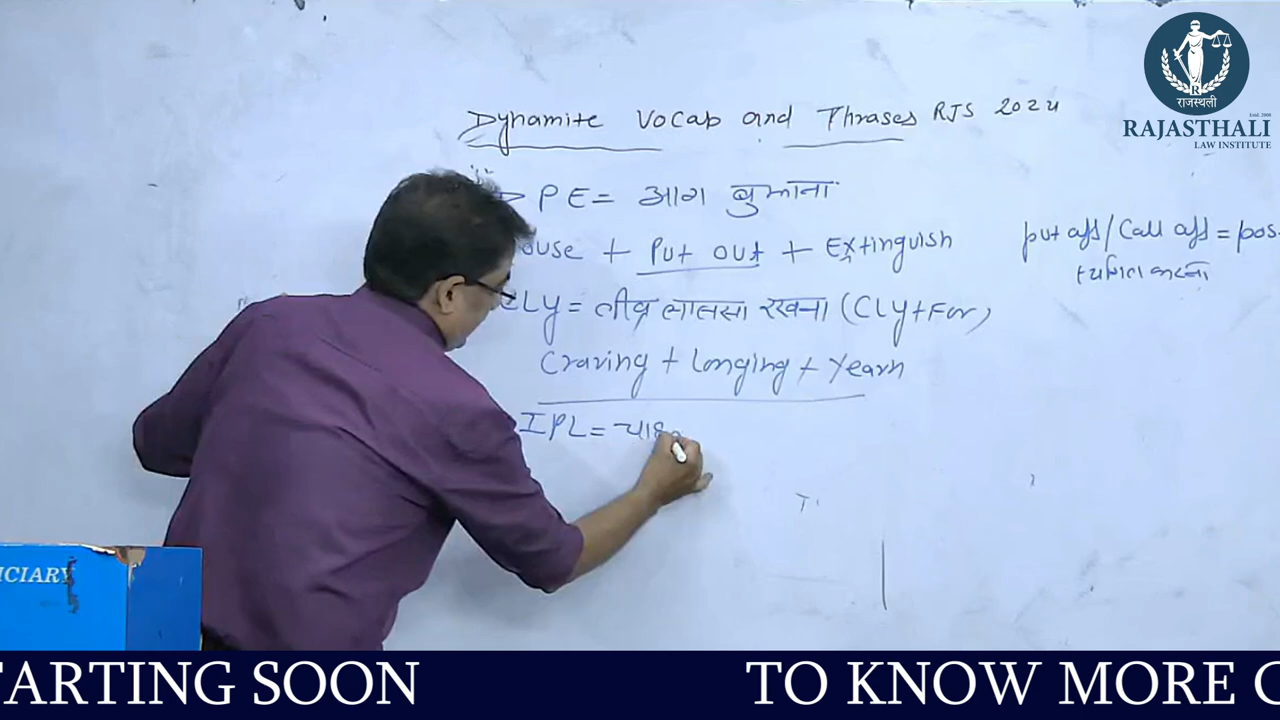 Dynamite Vocab and Phrases RJS 2024
PE = आग बुझाना
ouse + Put out + Extinguish
put off / Call off = pos
स्थगित करना
CLy = तीव्र लालसा रखना (CLy + For)
Craving + Longing + Yearn
IPL =
राजस्थली
RAJASTHALI
LAW INSTITUTE
ICIARY
TARTING SOON
TO KNOW MORE C